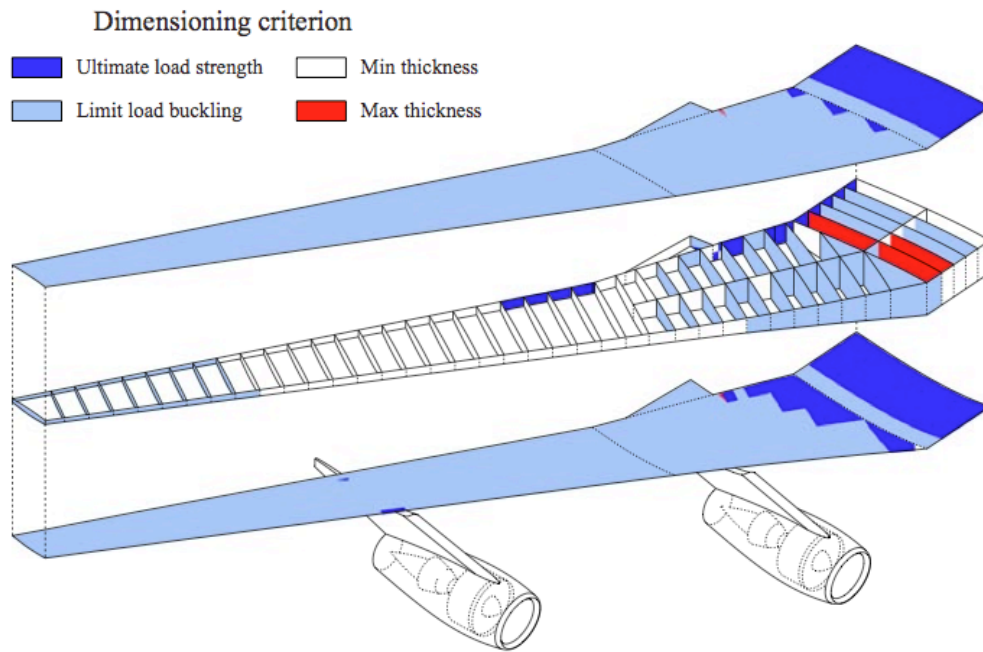 Dimensioning criterion
Ultimate load strength
Min thickness
Limit load buckling
Max thickness